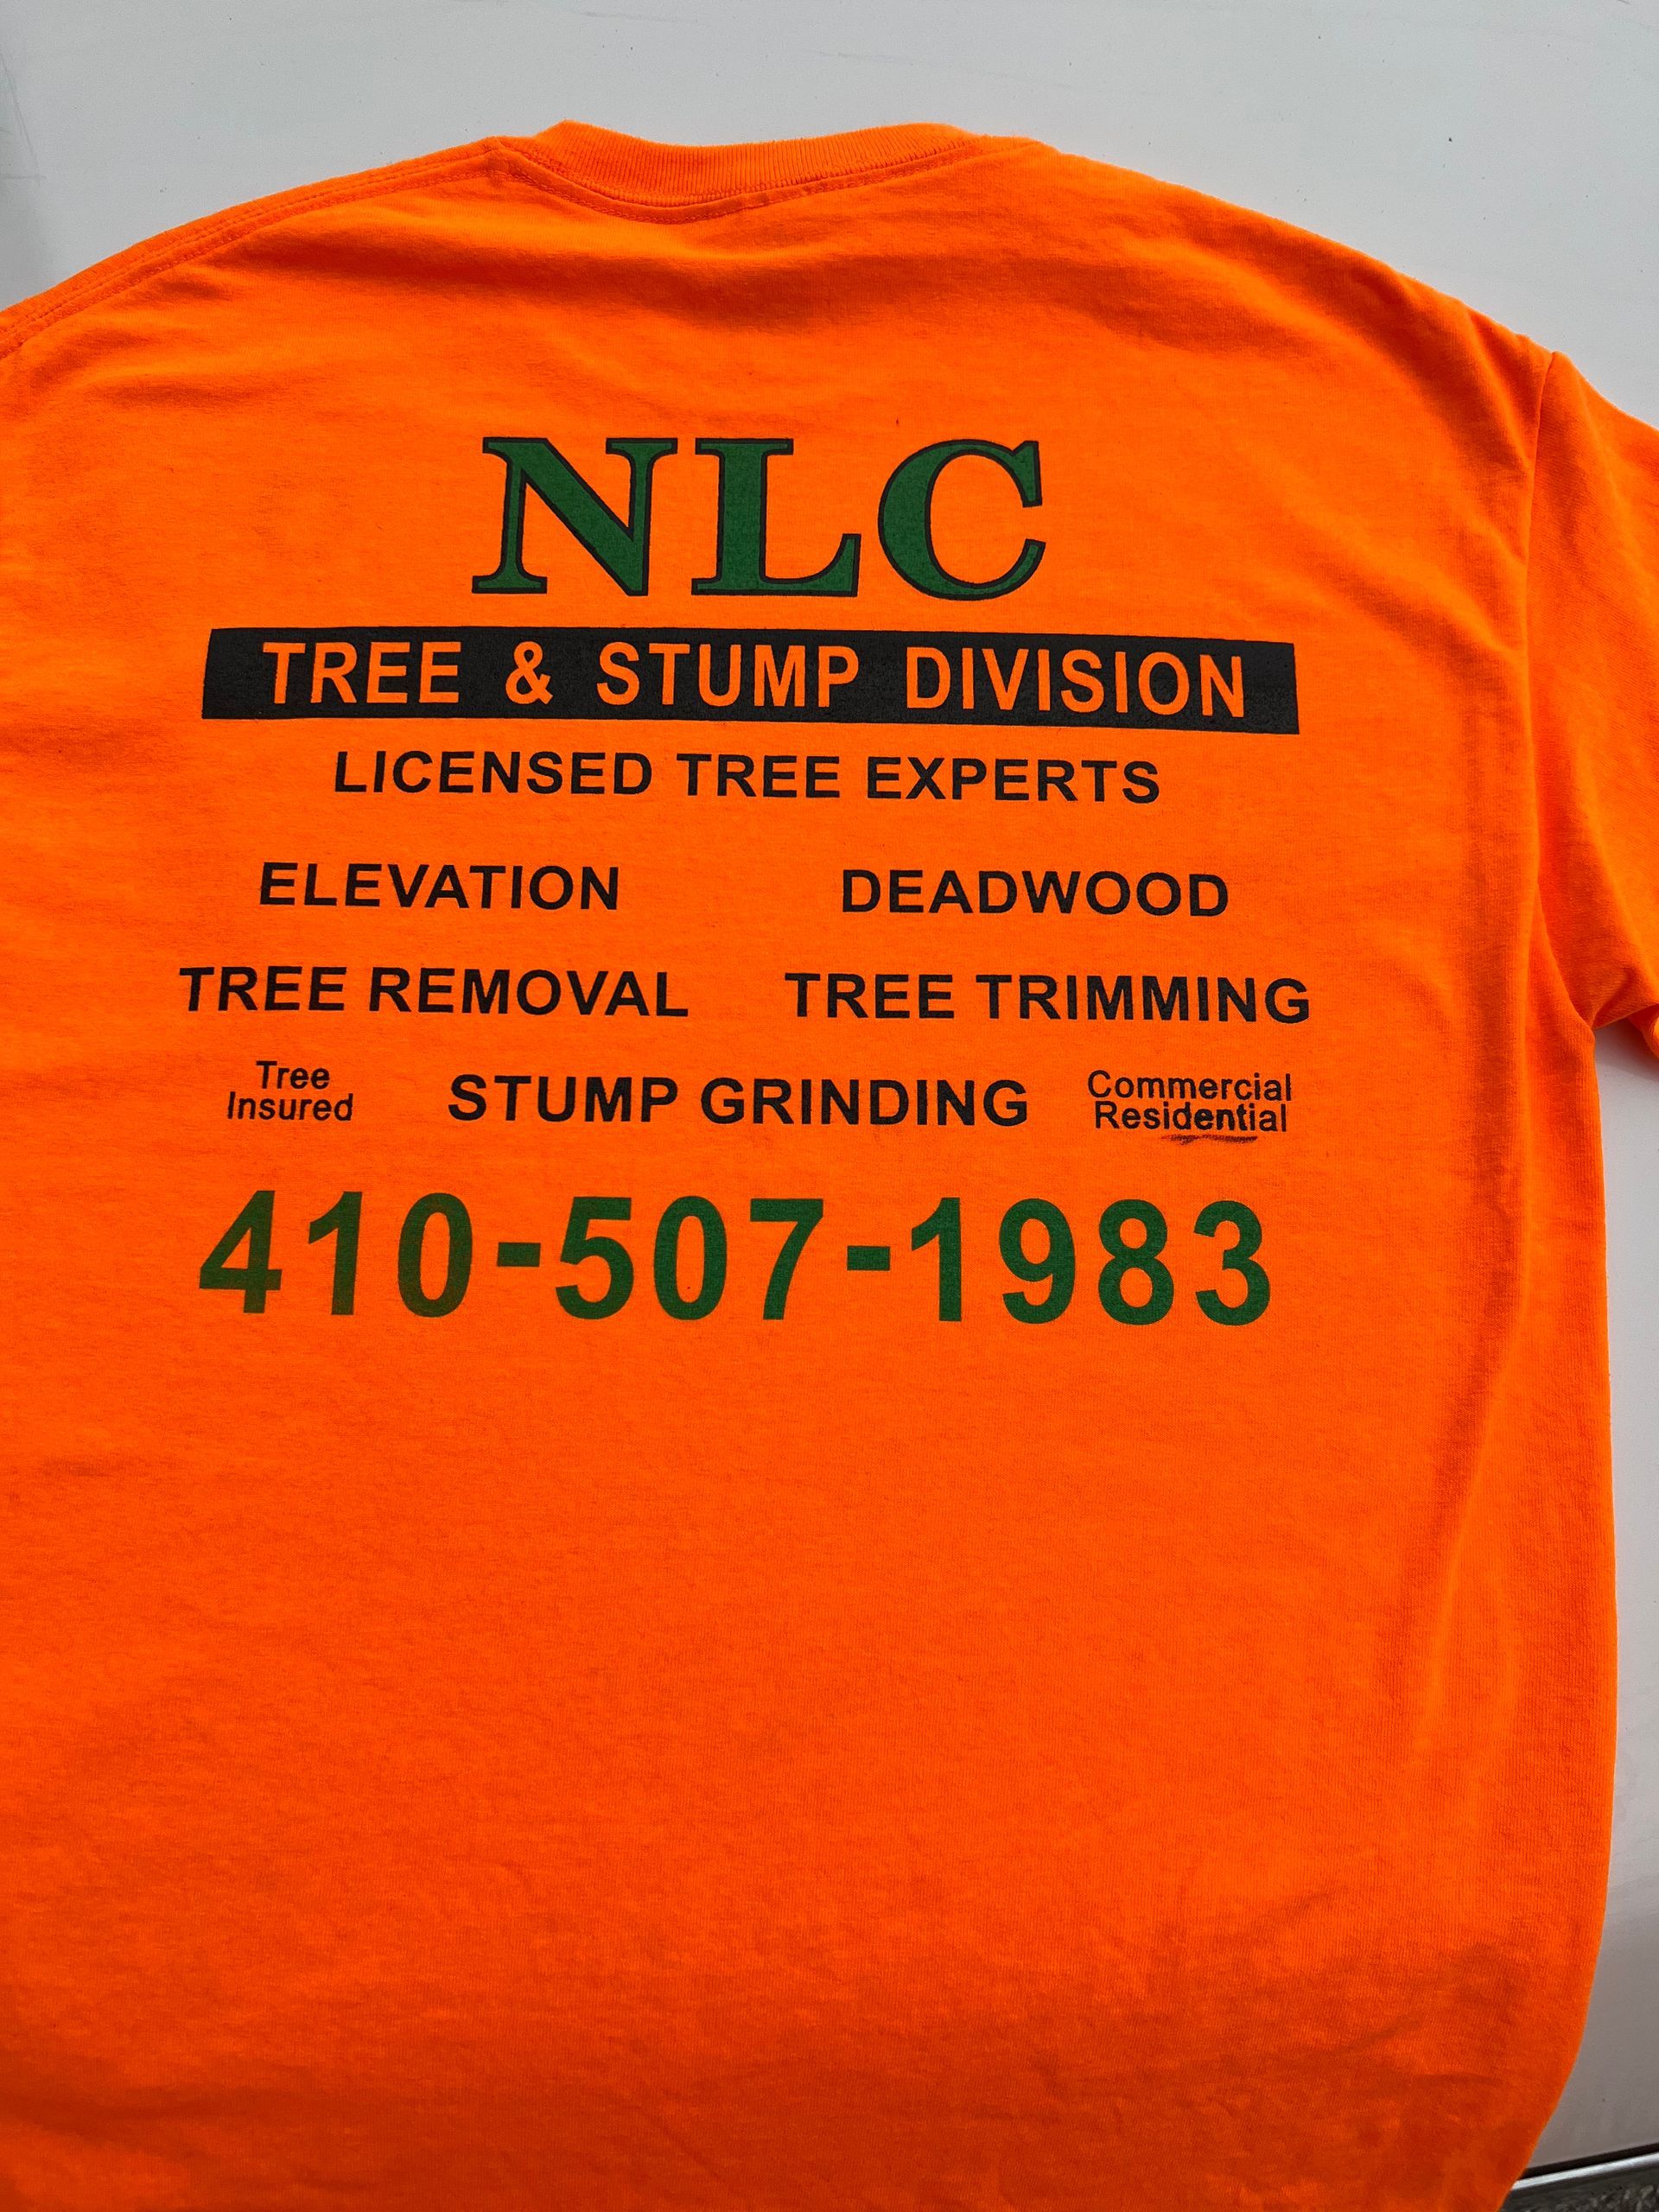 NLC
TREE & STUMP DIVISION
LICENSED TREE EXPERTS
ELEVATION DEADWOOD
TREE REMOVAL TREE TRIMMING
Tree
Insured
STUMP GRINDING
Commercial
Residential
410-507-1983